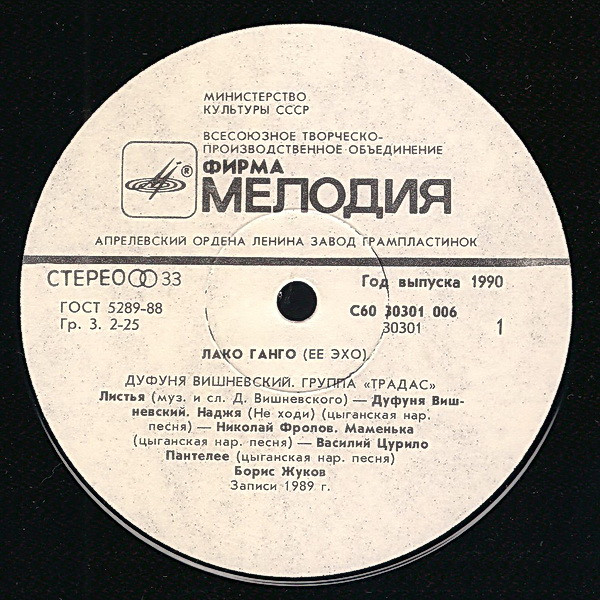 МИНИСТЕРСТВО
КУЛЬТУРЫ СССР
ВСЕСОЮЗНОЕ ТВОРЧЕСКО-
ПРОИЗВОДСТВЕННОЕ ОБЪЕДИНЕНИЕ
®
ФИРМА
МЕЛОДИЯ
АПРЕЛЕВСКИЙ ОРДЕНА ЛЕНИНА ЗАВОД ГРАМПЛАСТИНОК
СТЕРЕО 33
Год выпуска 1990
ГОСТ 5289-88
Гр. 3. 2-25
С60 30301 006
30301
1
ЛАКО ГАНГО (ЕЕ ЭХО)
ДУФУНЯ ВИШНЕВСКИЙ. ГРУППА «ТРАДАС»
Листья (муз. и сл. Д. Вишневского) — Дуфуня Виш-
невский. Наджя (Не ходи) (цыганская нар.
песня) — Николай Фролов. Маменька
(цыганская нар. песня) — Василий Цурило
Пантелее (цыганская нар. песня)
Борис Жуков
Записи 1989 г.